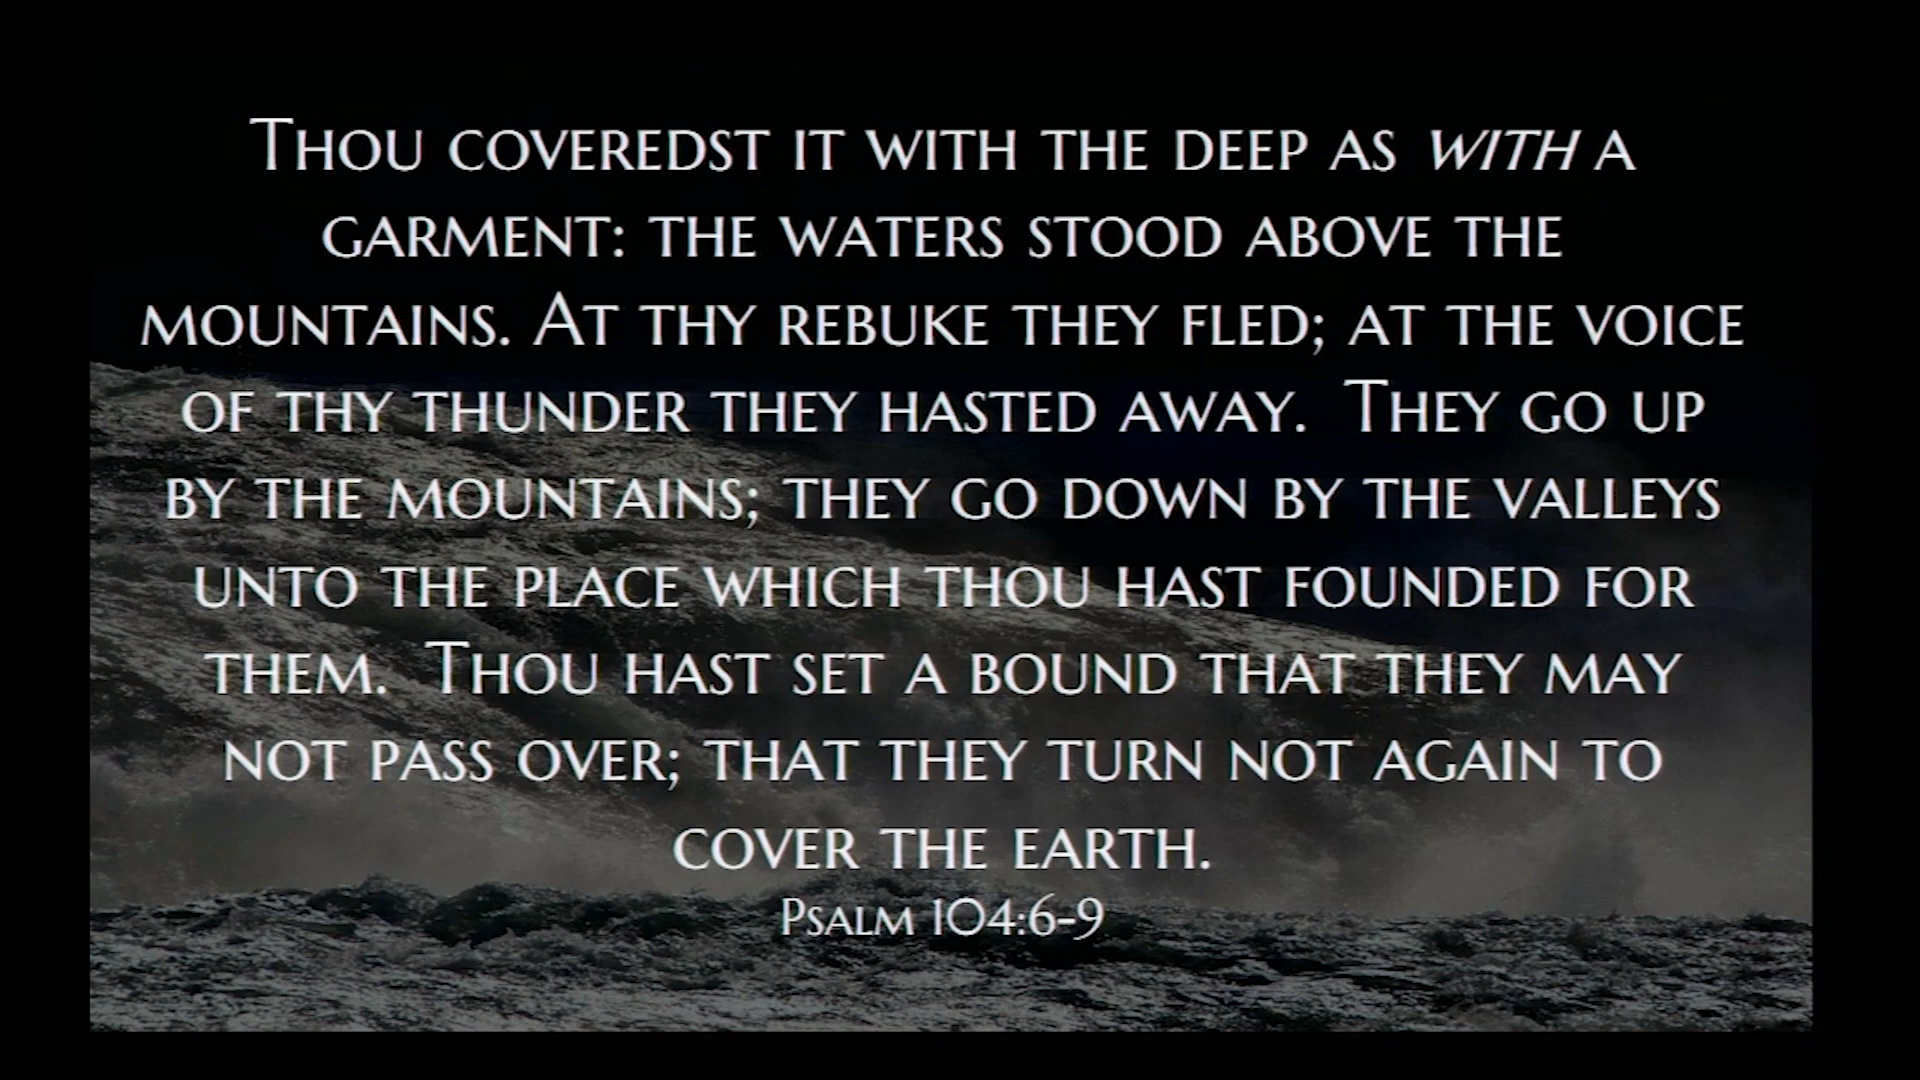 Thou coveredst it with the deep as with a
garment: the waters stood above the
mountains. At thy rebuke they fled; at the voice
of thy thunder they hasted away. They go up
by the mountains; they go down by the valleys
unto the place which thou hast founded for
them. Thou hast set a bound that they may
not pass over; that they turn not again to
cover the earth.
Psalm 104:6-9